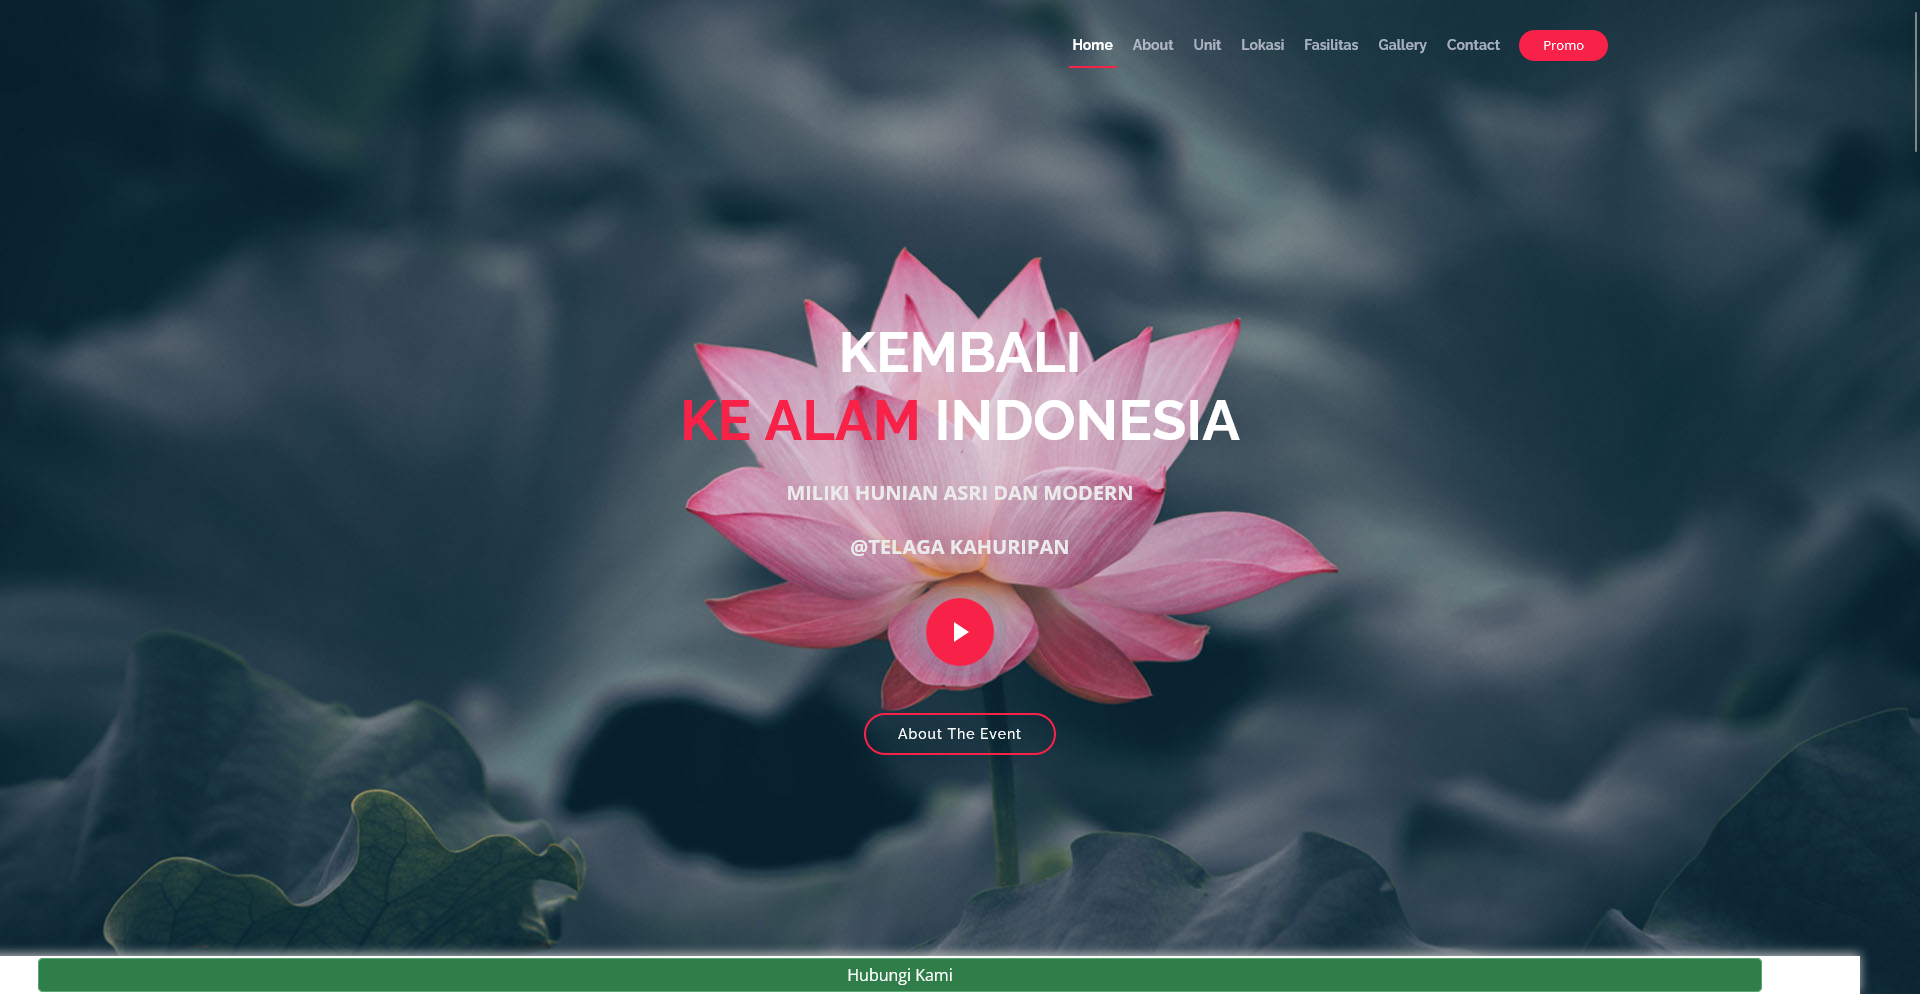 Home About Unit Lokasi Fasilitas Gallery Contact Promo
KEMBALI
KE ALAM INDONESIA
MILIKI HUNIAN ASRI DAN MODERN
@TELAGA KAHURIPAN
About The Event
Hubungi Kami